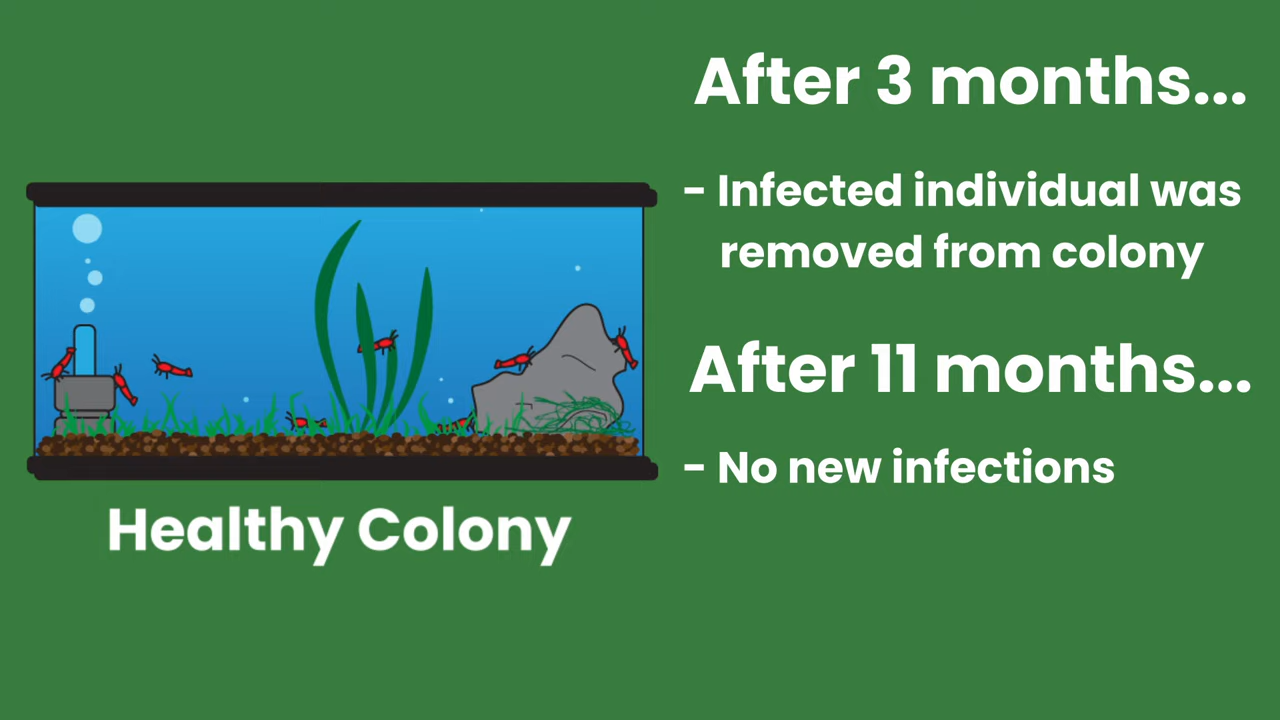 After 3 months...
- Infected individual was
removed from colony
After 11 months...
- No new infections
Healthy Colony